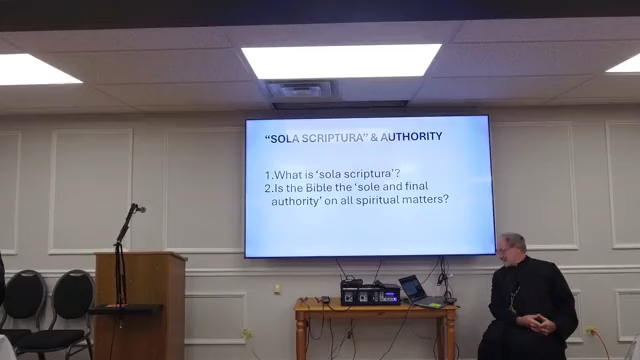 "SOLA SCRIPTURA" & AUTHORITY
1.What is 'sola scriptura'?
2.Is the Bible the 'sole and final
authority' on all spiritual matters?